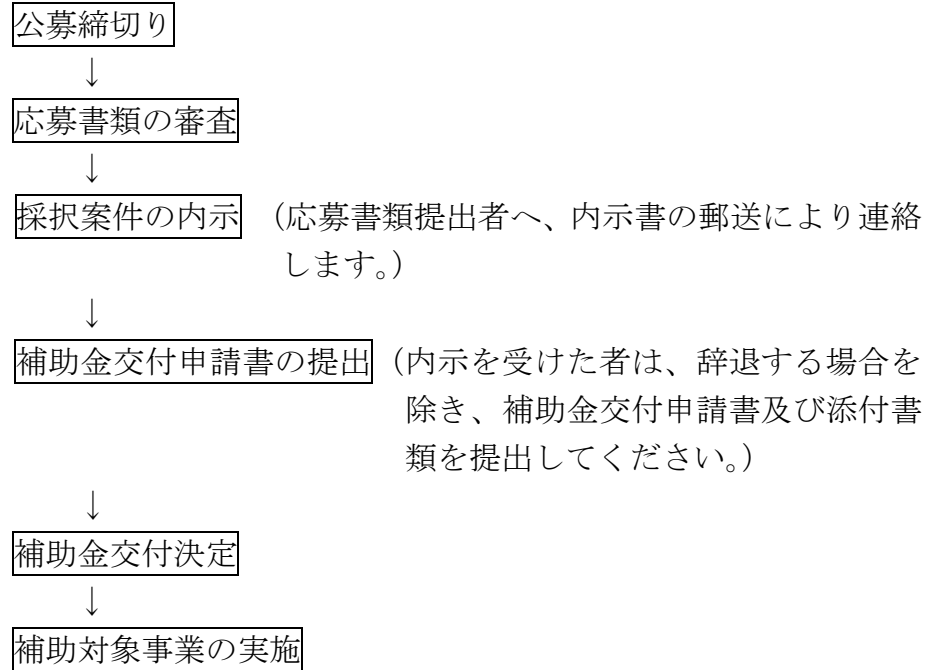 公募締切り
↓
応募書類の審査
↓
採択案件の内示 （応募書類提出者へ、内示書の郵送により連絡
します。）
↓
補助金交付申請書の提出 （内示を受けた者は、辞退する場合を
除き、補助金交付申請書及び添付書
類を提出してください。）
↓
補助金交付決定
↓
補助対象事業の実施